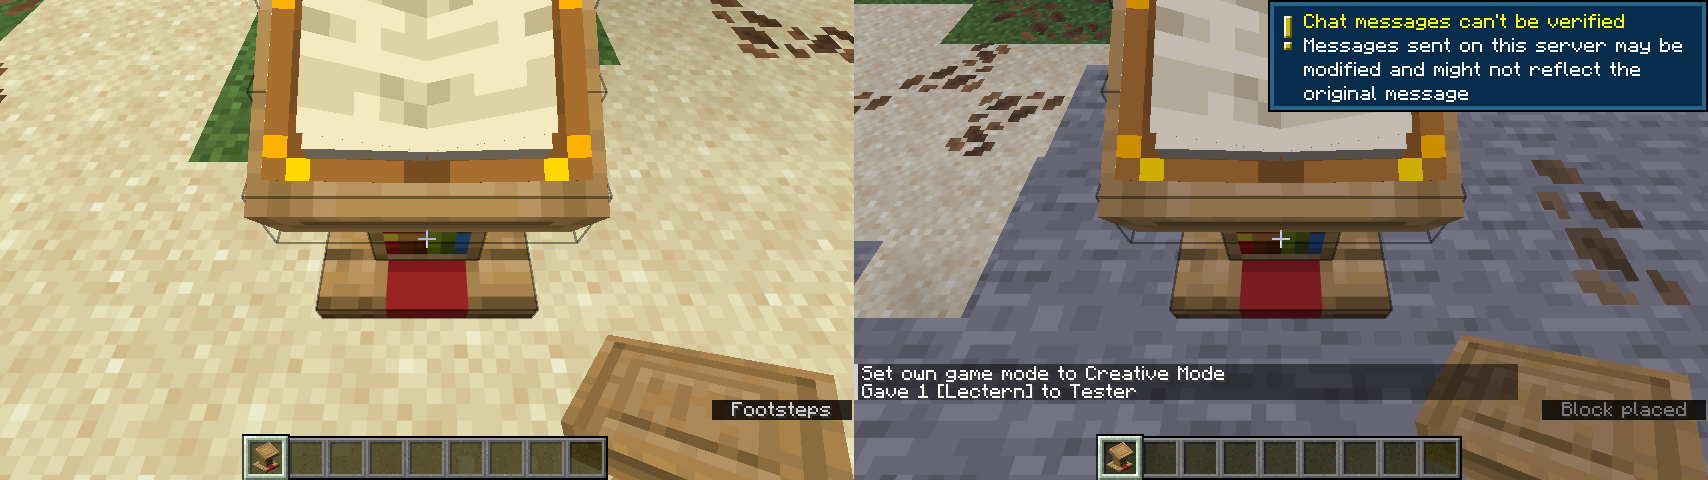 Chat messages can't be verified
Messages sent on this server may be
modified and might not reflect the
original message
Set own game mode to Creative Mode
Gave 1 [Lectern] to Tester
Footsteps
Block placed